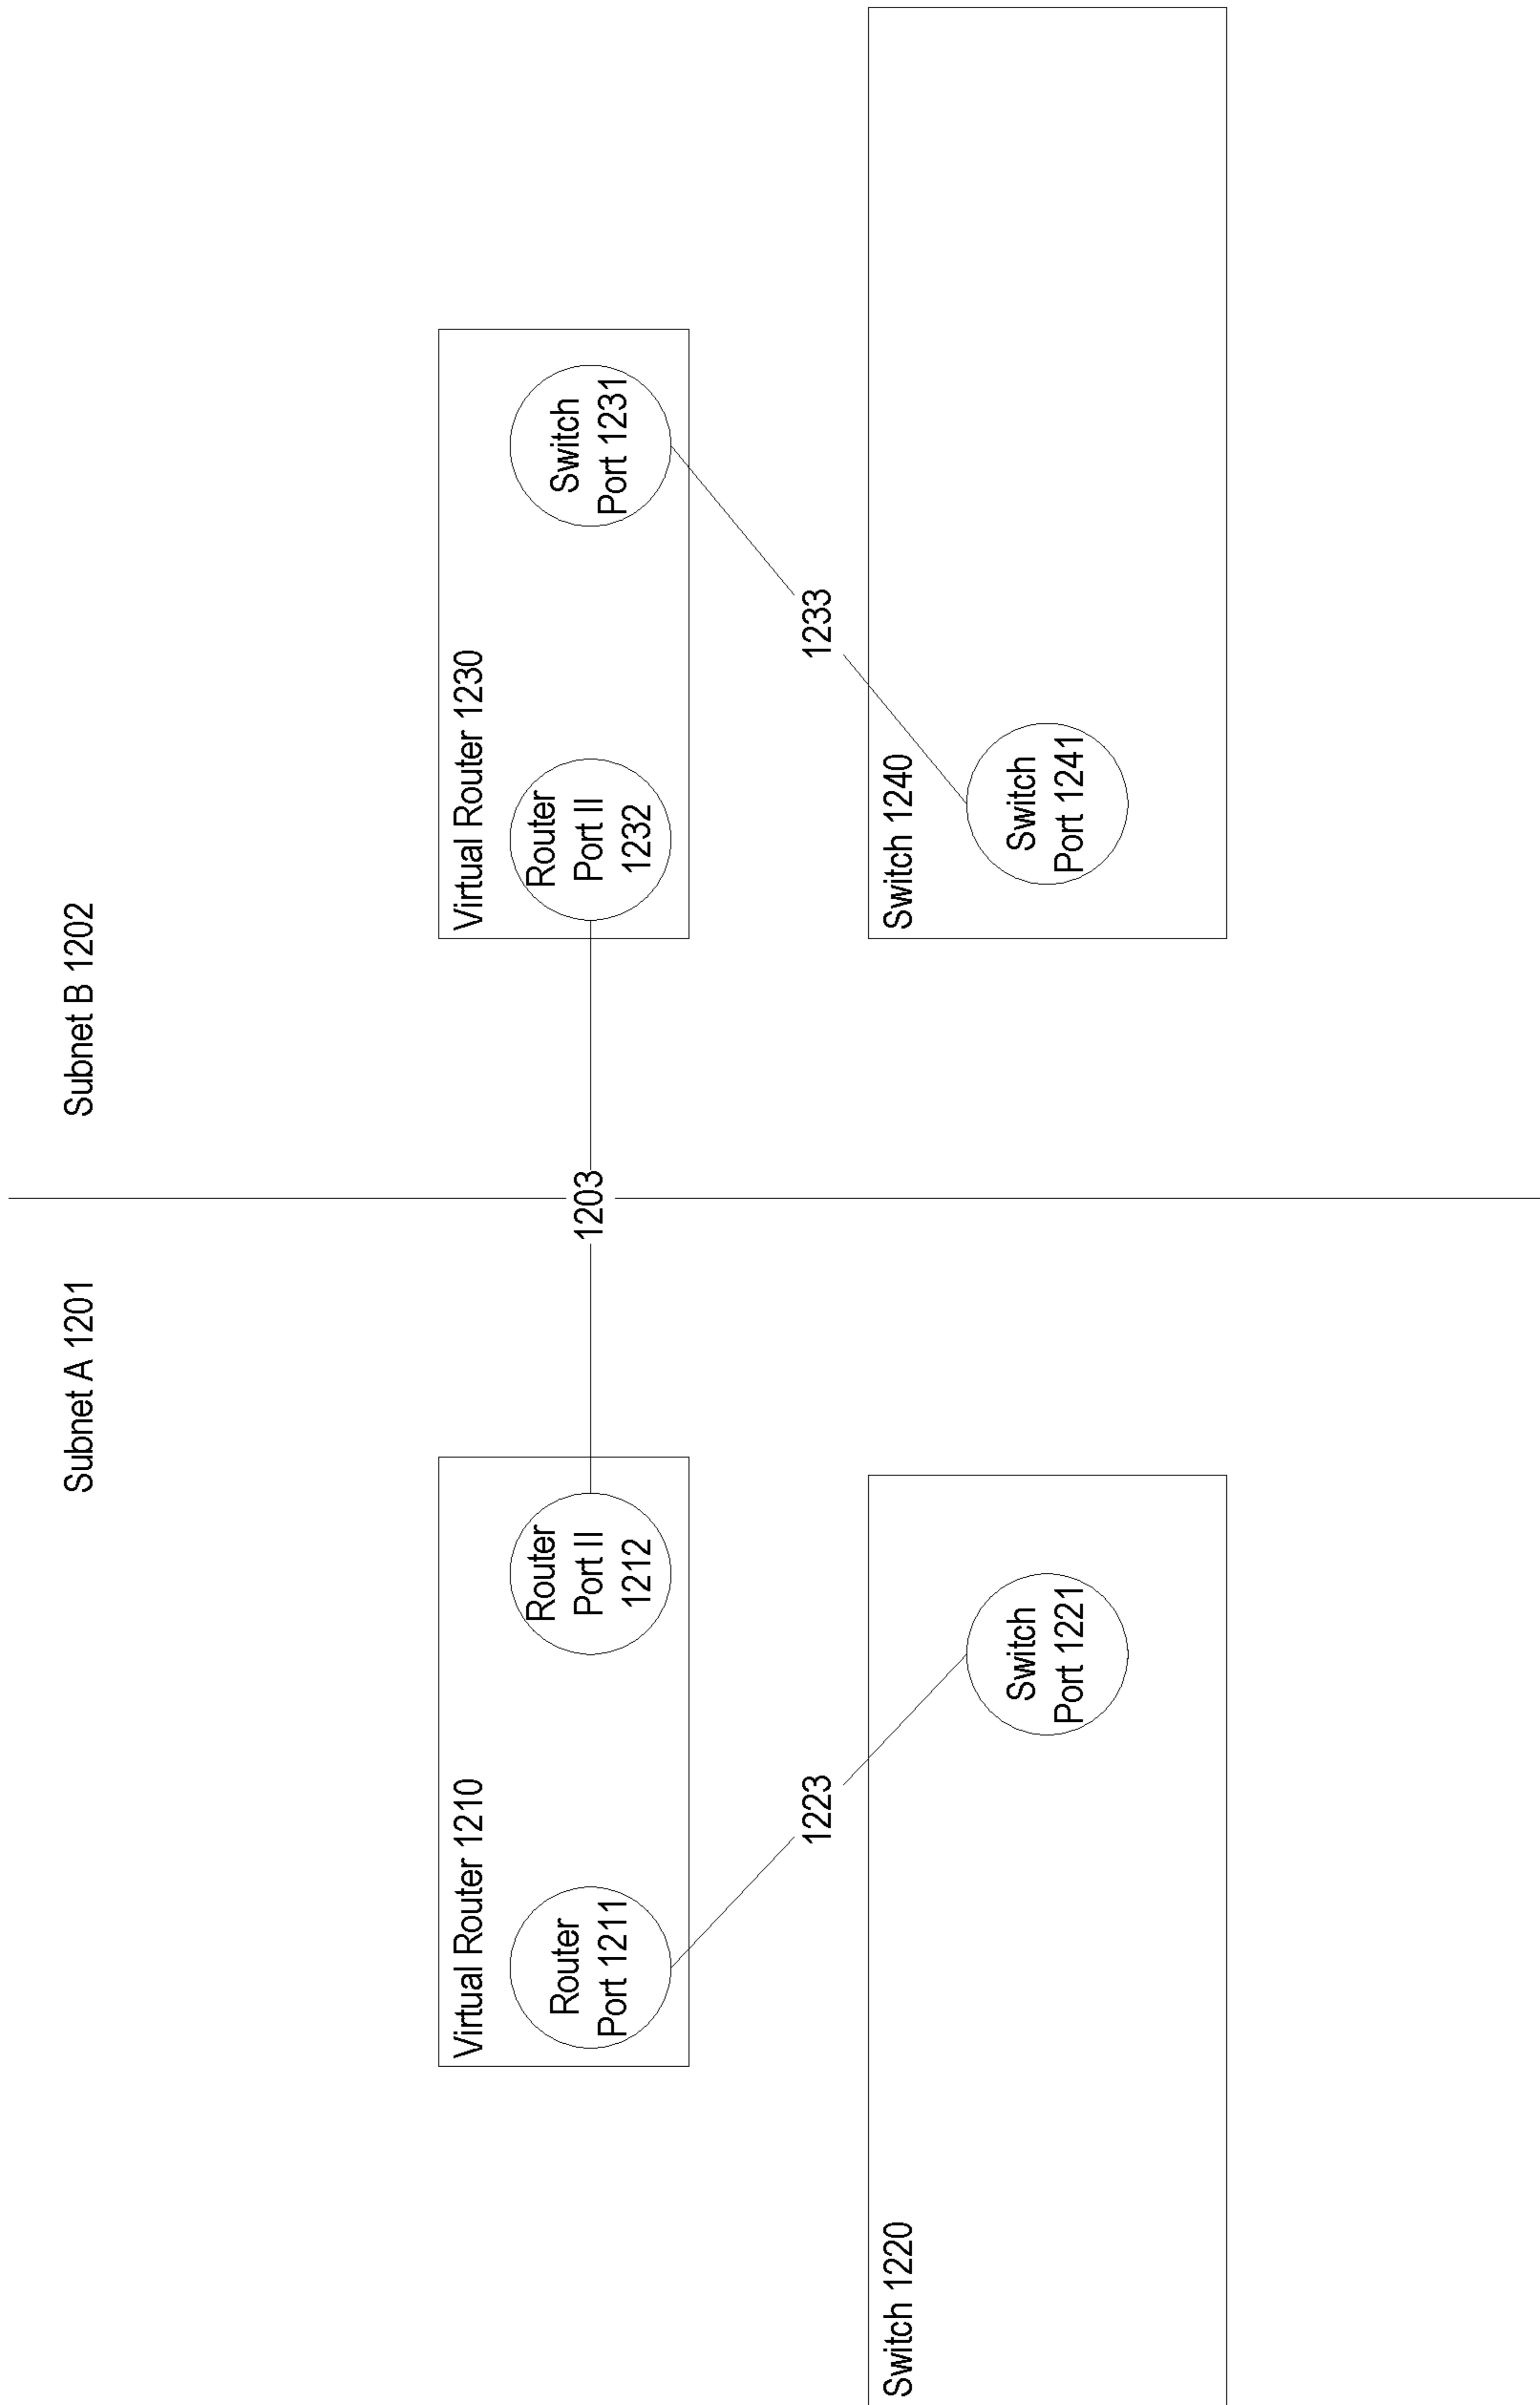 Subnet A 1201
Subnet B 1202
Virtual Router 1210
Router
Port 1211
Router
Port II
1212
1203
Virtual Router 1230
Router
Port II
1232
Switch
Port 1231
1223
1233
Switch 1220
Switch
Port 1221
Switch 1240
Switch
Port 1241